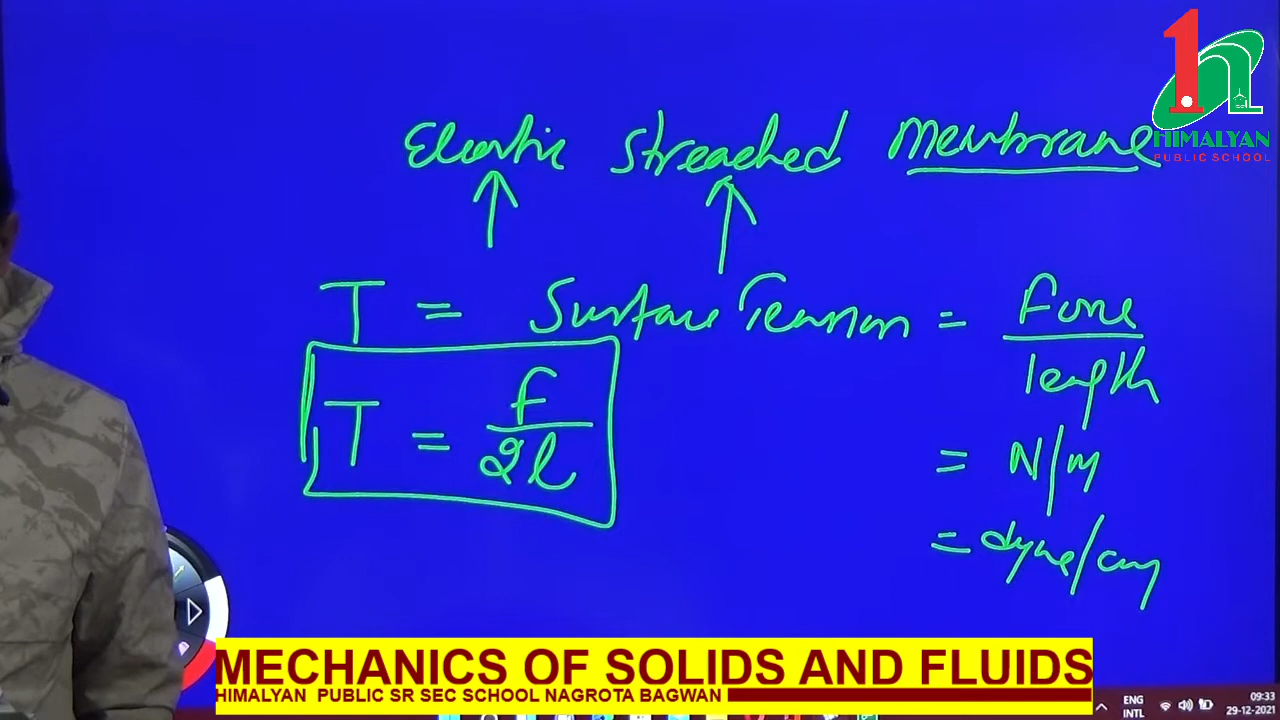 HIMALYAN
PUBLIC SCHOOL
Elastic streached Membrane
T = Surface Tension = Force / length
T = F / 2l
= N/m
= dyne/cm
MECHANICS OF SOLIDS AND FLUIDS
HIMALYAN PUBLIC SR SEC SCHOOL NAGROTA BAGWAN
ENG
INTL
09:33
29-12-2021